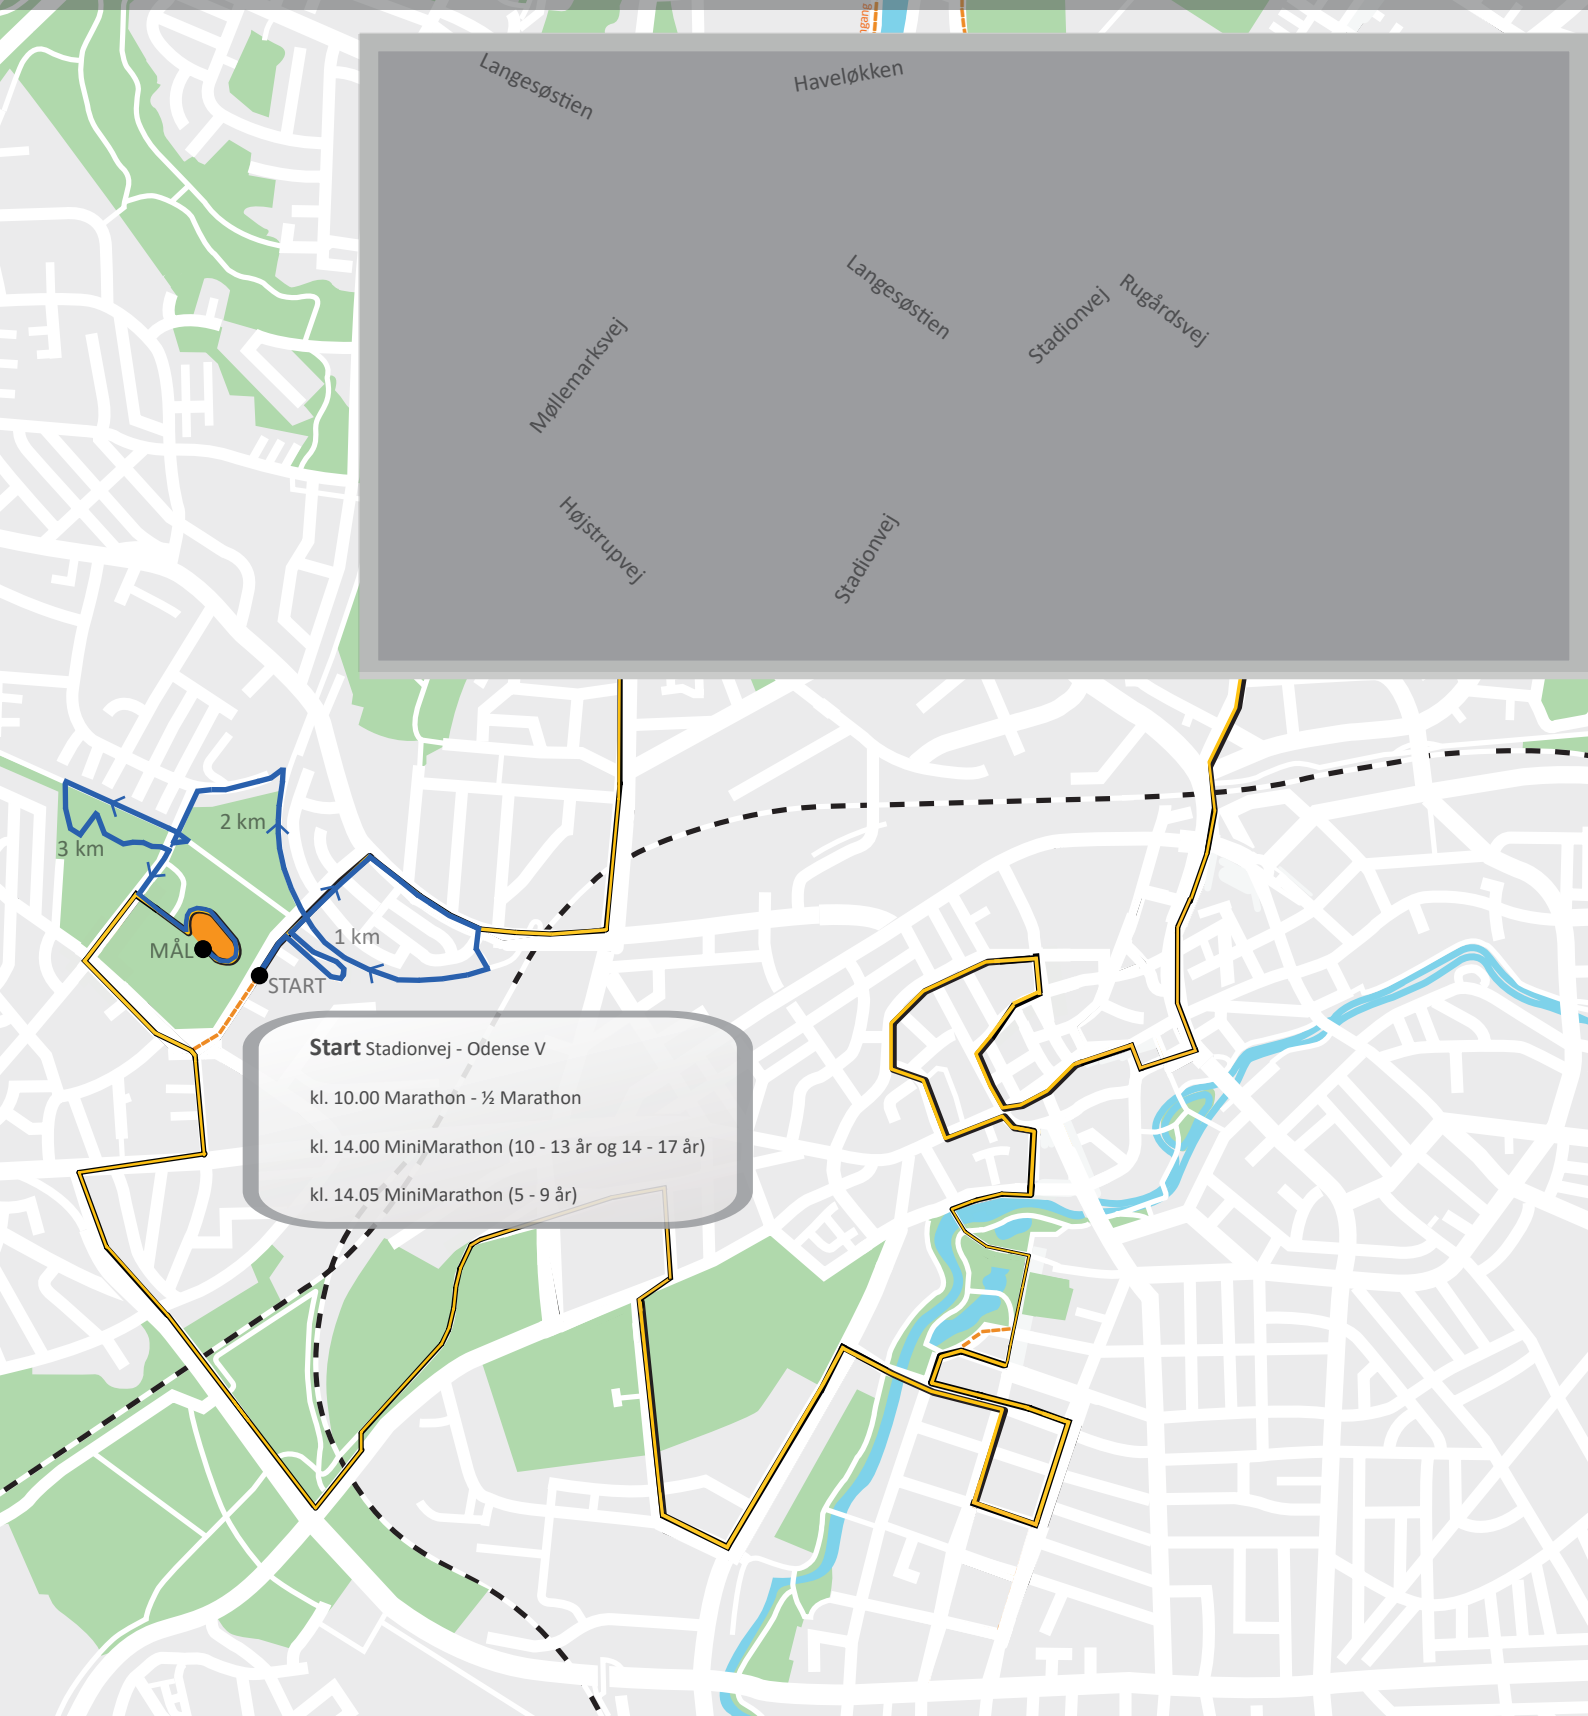 ngang
Langesøstien
Haveløkken
Langesøstien
Stadionvej
Rugårdsvej
Møllemarksvej
Højstrupvej
Stadionvej
2 km
3 km
1 km
MÅL
START
Start Stadionvej - Odense V
kl. 10.00 Marathon - ½ Marathon
kl. 14.00 MiniMarathon (10 - 13 år og 14 - 17 år)
kl. 14.05 MiniMarathon (5 - 9 år)